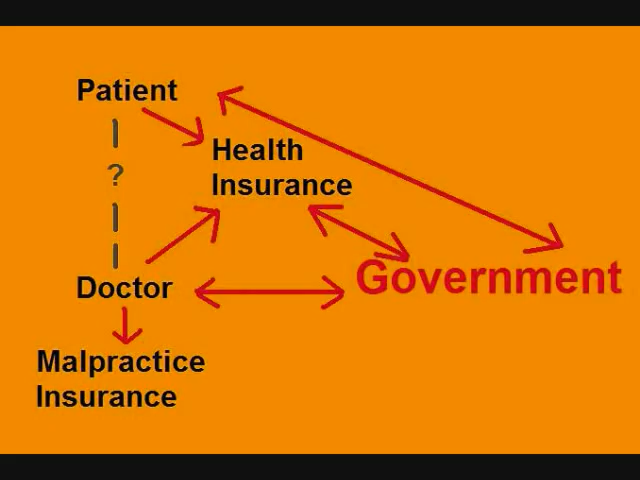 Patient
Health
Insurance
?
Government
Doctor
Malpractice
Insurance